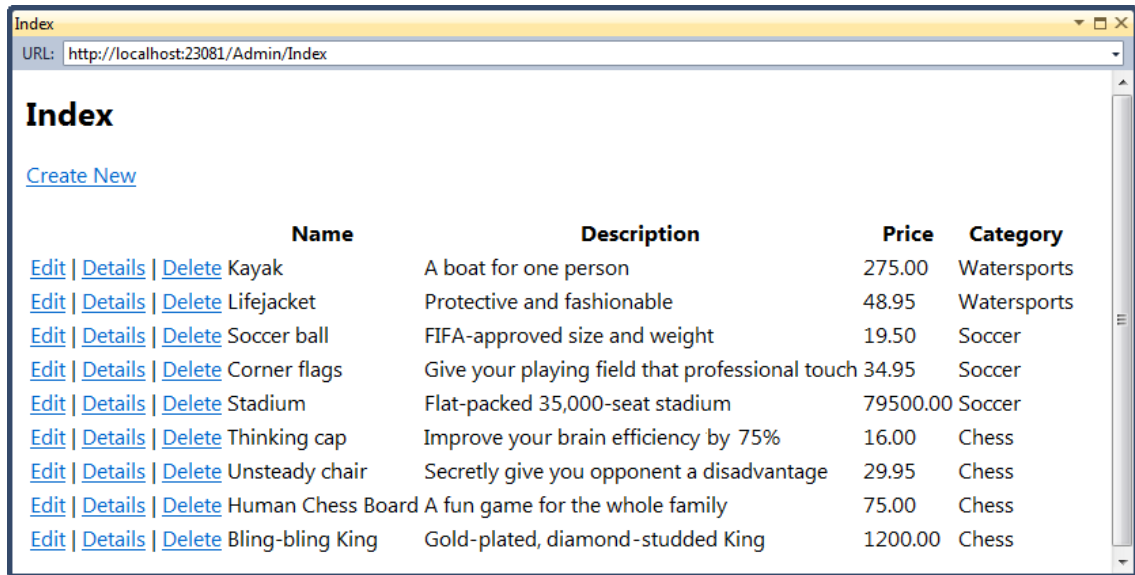 Index
URL: http://localhost:23081/Admin/Index
Index
Create New
Name Description Price Category
Edit | Details | Delete Kayak A boat for one person 275.00 Watersports
Edit | Details | Delete Lifejacket Protective and fashionable 48.95 Watersports
Edit | Details | Delete Soccer ball FIFA-approved size and weight 19.50 Soccer
Edit | Details | Delete Corner flags Give your playing field that professional touch 34.95 Soccer
Edit | Details | Delete Stadium Flat-packed 35,000-seat stadium 79500.00 Soccer
Edit | Details | Delete Thinking cap Improve your brain efficiency by 75% 16.00 Chess
Edit | Details | Delete Unsteady chair Secretly give you opponent a disadvantage 29.95 Chess
Edit | Details | Delete Human Chess Board A fun game for the whole family 75.00 Chess
Edit | Details | Delete Bling-bling King Gold-plated, diamond-studded King 1200.00 Chess